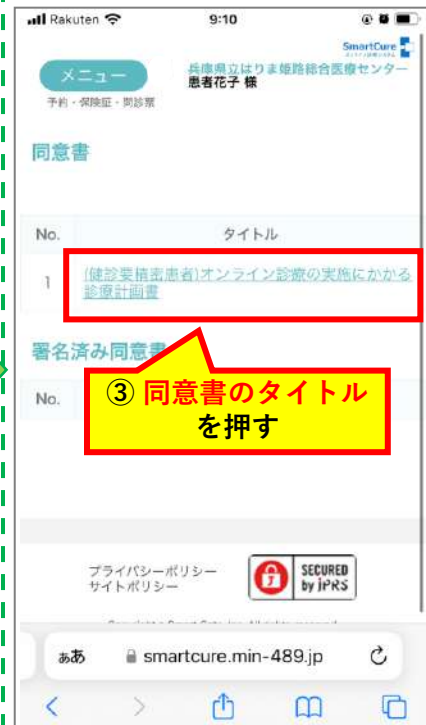 Rakuten 9:10
SmartCure
メニュー
兵庫県立はりま姫路総合医療センター
患者花子 様
予約・保険証・問診票
同意書
No. タイトル
1 (健診要精密患者)オンライン診療の実施にかかる
診療計画書
署名済み同意書
No.
③ 同意書のタイトル
を押す
プライバシーポリシー
サイトポリシー
SECURED
by JPRS
ああ smartcure.min-489.jp